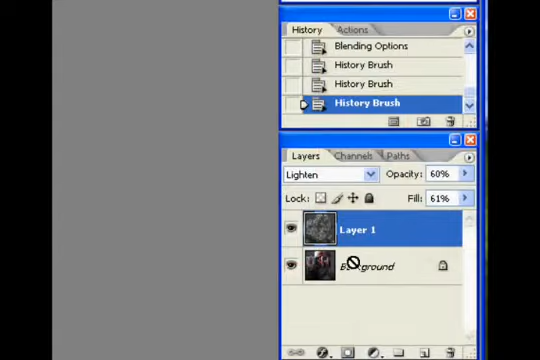 History Actions
Blending Options
History Brush
History Brush
History Brush
Layers Channels Paths
Lighten Opacity: 60%
Lock: Fill: 61%
Layer 1
Background